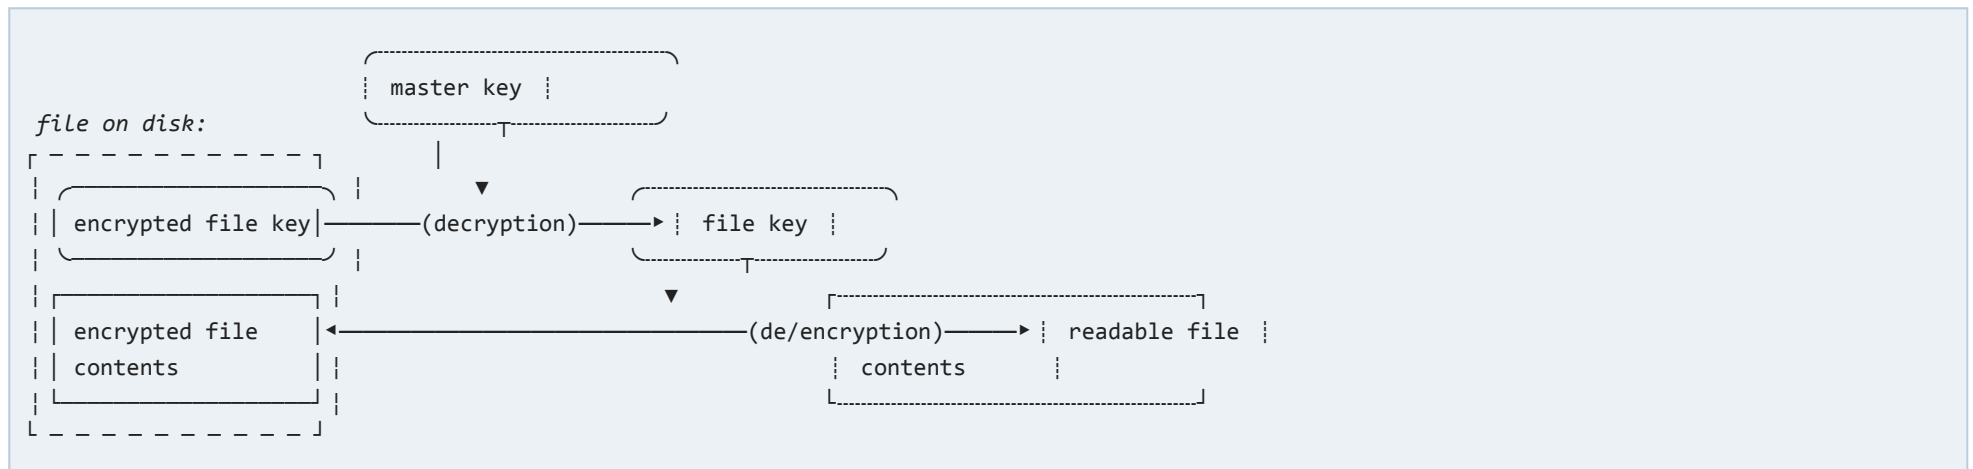 master key
file on disk:
encrypted file key (decryption) file key
encrypted file (de/encryption) readable file
contents contents